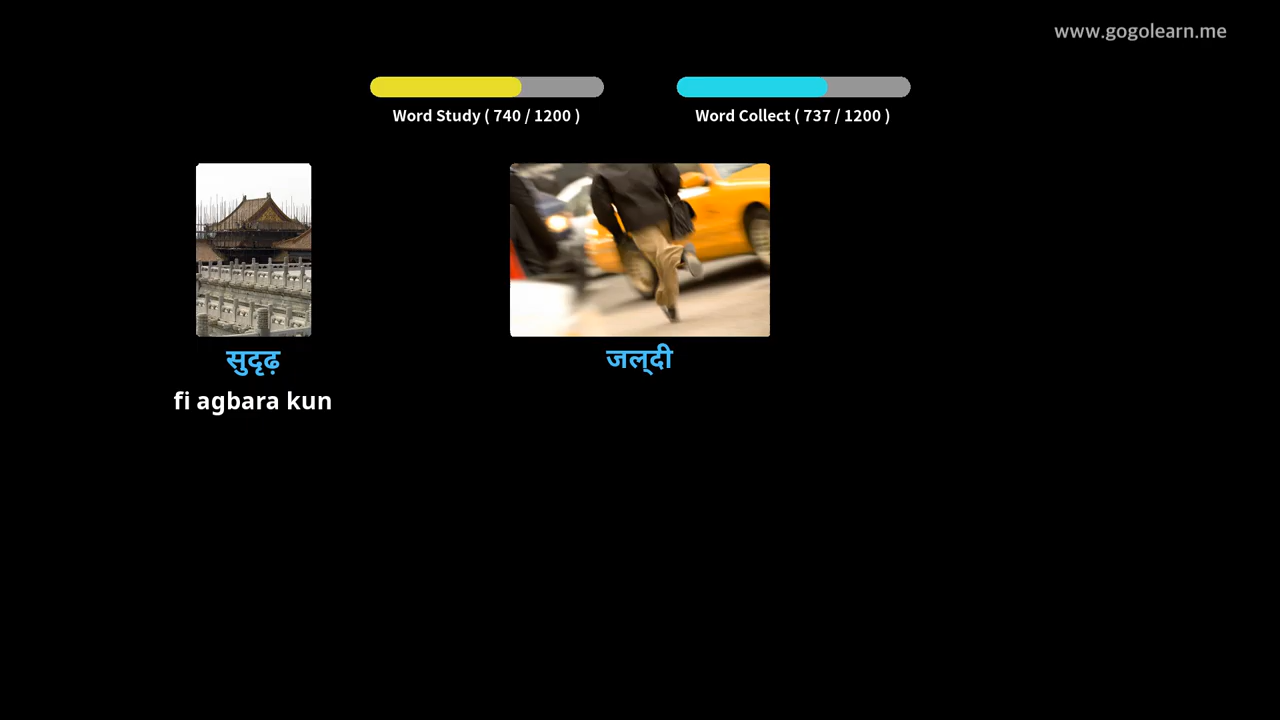 www.gogolearn.me
Word Study ( 740 / 1200 )
Word Collect ( 737 / 1200 )
सुदृढ़
जल्‍दी
fi agbara kun